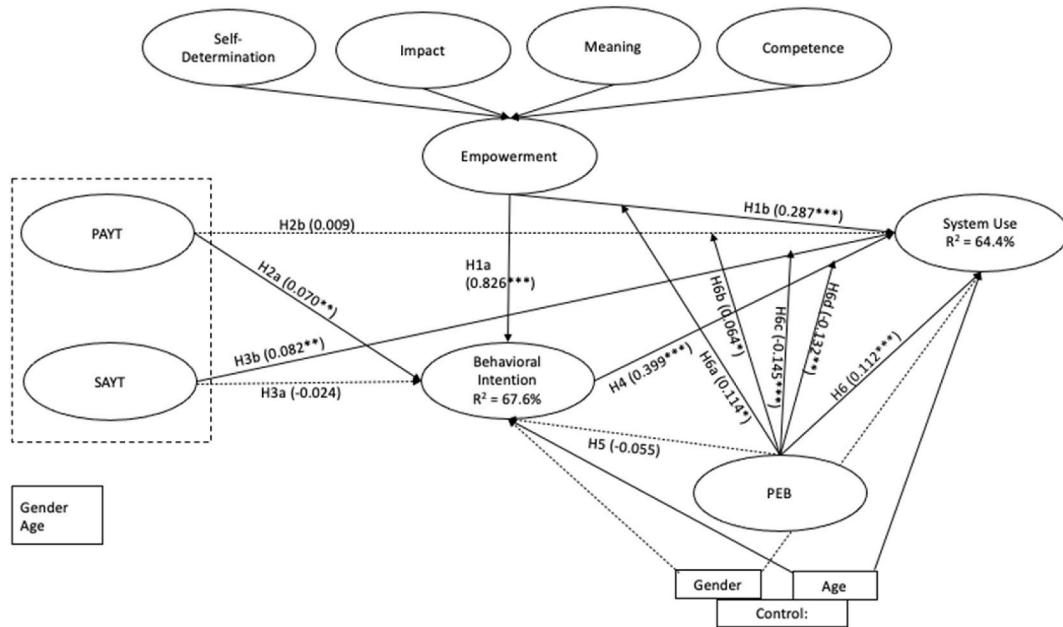 Self-
Determination
Impact
Meaning
Competence
Empowerment
PAYT
H2b (0.009)
H1b (0.287***)
System Use
R² = 64.4%
H2a (0.070**)
H1a
(0.826***)
H6b (0.064*)
H6c (-0.145***)
H6d (-0.132**)
H3b (0.082**)
SAYT
H3a (-0.024)
Behavioral
Intention
R² = 67.6%
H4 (0.399***)
H6a (0.114*)
H6 (0.112***)
H5 (-0.055)
PEB
Gender
Age
Gender
Age
Control: